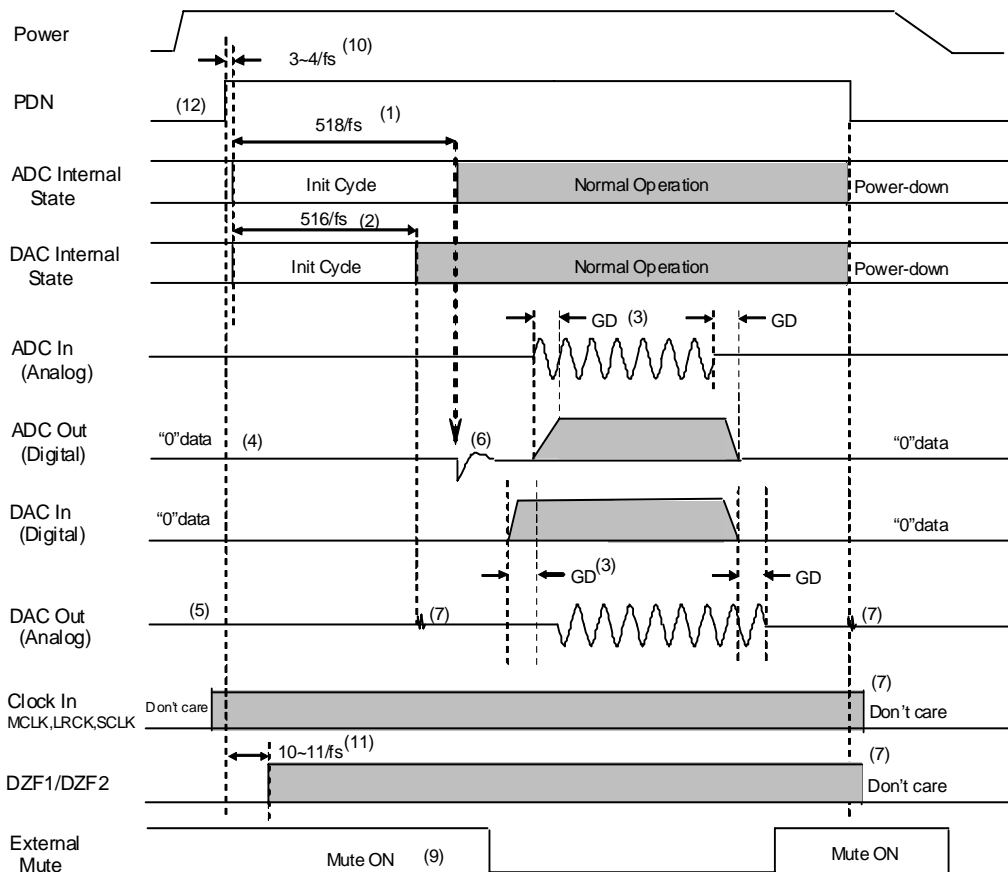 Power
3~4/fs (10)
PDN
(12)
518/fs (1)
ADC Internal
State
Init Cycle
Normal Operation
Power-down
516/fs (2)
DAC Internal
State
Init Cycle
Normal Operation
Power-down
GD (3)
GD
ADC In
(Analog)
ADC Out
(Digital)
“0”data
(4)
(6)
“0”data
DAC In
(Digital)
“0”data
“0”data
GD (3)
GD
DAC Out
(Analog)
(5)
(7)
(7)
Clock In
MCLK,LRCK,SCLK
Don't care
(7)
Don't care
10~11/fs (11)
DZF1/DZF2
(7)
Don't care
External
Mute
Mute ON (9)
Mute ON